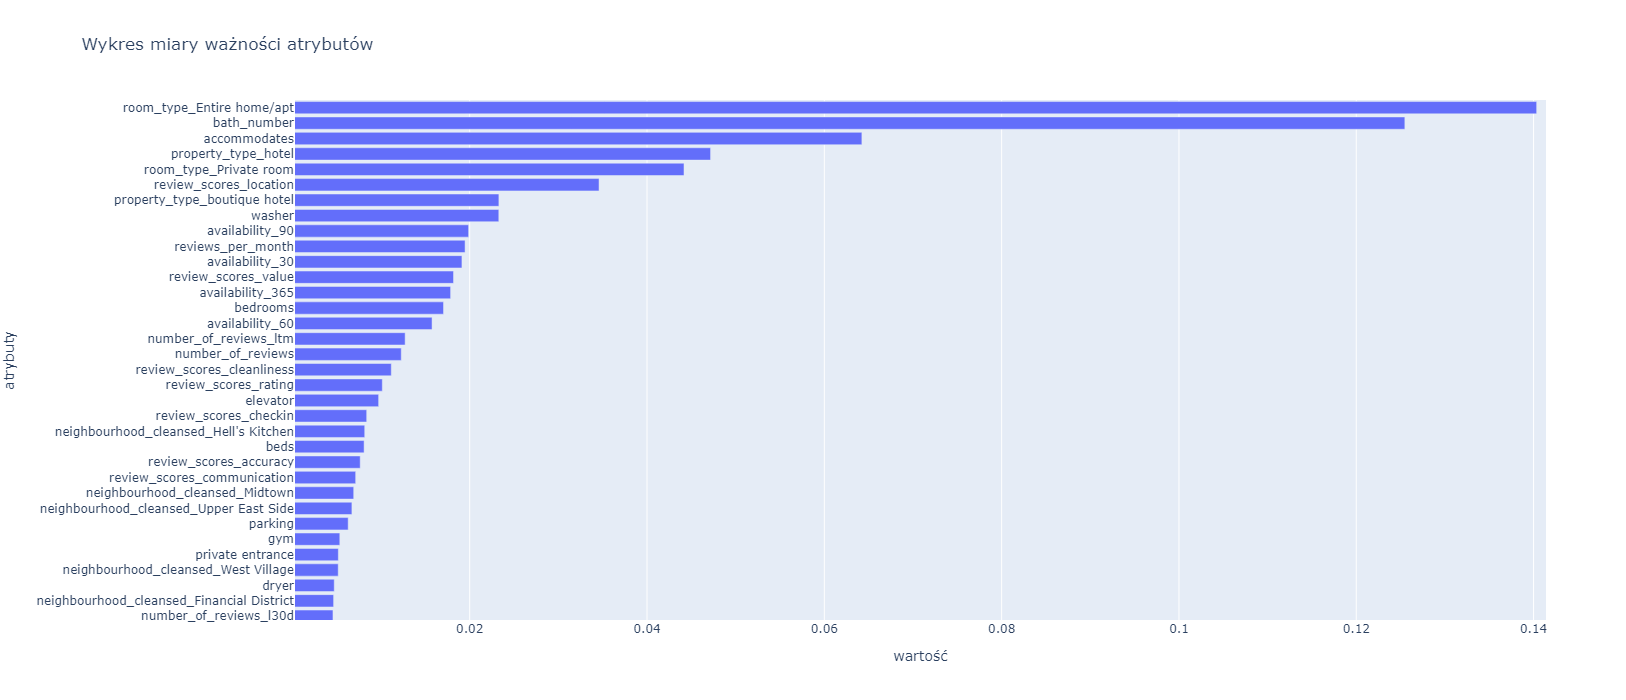 Wykres miary ważności atrybutów
room_type_Entire home/apt
bath_number
accommodates
property_type_hotel
room_type_Private room
review_scores_location
property_type_boutique hotel
washer
availability_90
reviews_per_month
availability_30
review_scores_value
availability_365
bedrooms
availability_60
number_of_reviews_ltm
number_of_reviews
review_scores_cleanliness
review_scores_rating
elevator
review_scores_checkin
neighbourhood_cleansed_Hell's Kitchen
beds
review_scores_accuracy
review_scores_communication
neighbourhood_cleansed_Midtown
neighbourhood_cleansed_Upper East Side
parking
gym
private entrance
neighbourhood_cleansed_West Village
dryer
neighbourhood_cleansed_Financial District
number_of_reviews_l30d
atrybuty
0.02 0.04 0.06 0.08 0.1 0.12 0.14
wartość